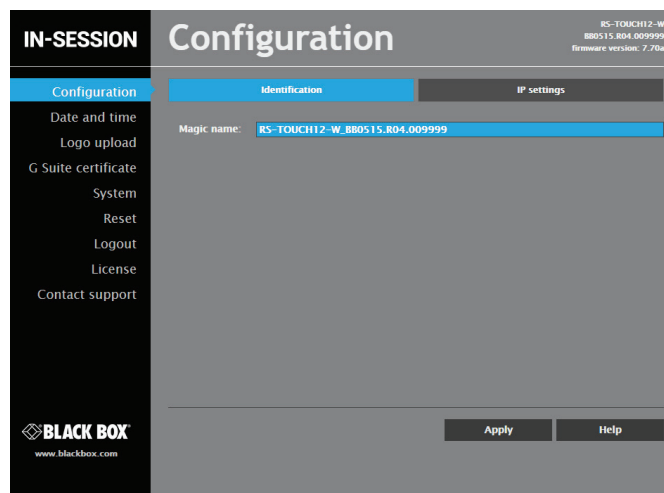 IN-SESSION
Configuration
RS-TOUCH12-W
BB0515.R04.009999
firmware version: 7.70a
Configuration
Date and time
Logo upload
G Suite certificate
System
Reset
Logout
License
Contact support
Identification
IP settings
Magic name: RS-TOUCH12-W_BB0515.R04.009999
Apply
Help
BLACK BOX®
www.blackbox.com